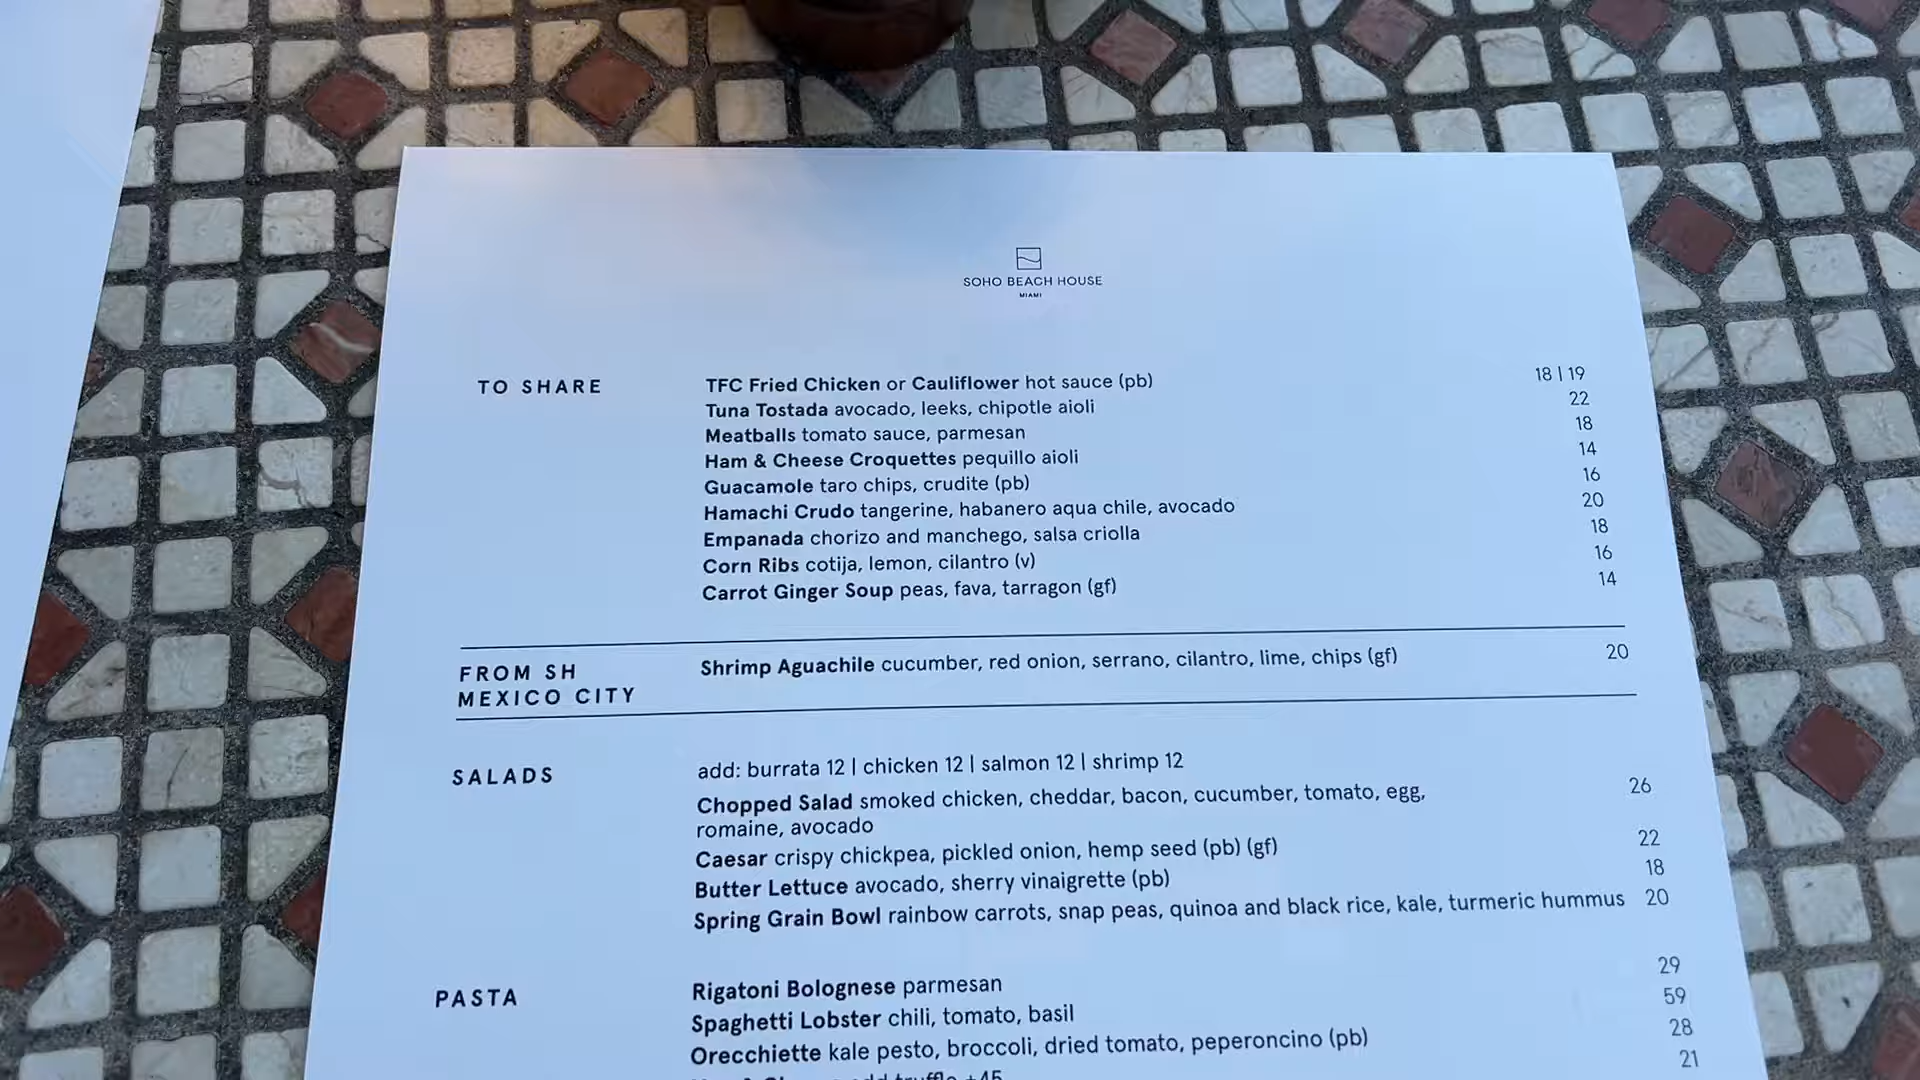 SOHO BEACH HOUSE
MIAMI
TO SHARE
TFC Fried Chicken or Cauliflower hot sauce (pb) 18 | 19
Tuna Tostada avocado, leeks, chipotle aioli 22
Meatballs tomato sauce, parmesan 18
Ham & Cheese Croquettes pequillo aioli 14
Guacamole taro chips, crudite (pb) 16
Hamachi Crudo tangerine, habanero aqua chile, avocado 20
Empanada chorizo and manchego, salsa criolla 18
Corn Ribs cotija, lemon, cilantro (v) 16
Carrot Ginger Soup peas, fava, tarragon (gf) 14
FROM SH
MEXICO CITY
Shrimp Aguachile cucumber, red onion, serrano, cilantro, lime, chips (gf) 20
SALADS
add: burrata 12 | chicken 12 | salmon 12 | shrimp 12
Chopped Salad smoked chicken, cheddar, bacon, cucumber, tomato, egg, 26
romaine, avocado
Caesar crispy chickpea, pickled onion, hemp seed (pb) (gf) 22
Butter Lettuce avocado, sherry vinaigrette (pb) 18
Spring Grain Bowl rainbow carrots, snap peas, quinoa and black rice, kale, turmeric hummus 20
PASTA
Rigatoni Bolognese parmesan 29
Spaghetti Lobster chili, tomato, basil 59
Orecchiette kale pesto, broccoli, dried tomato, peperoncino (pb) 28
add truffle +45 21